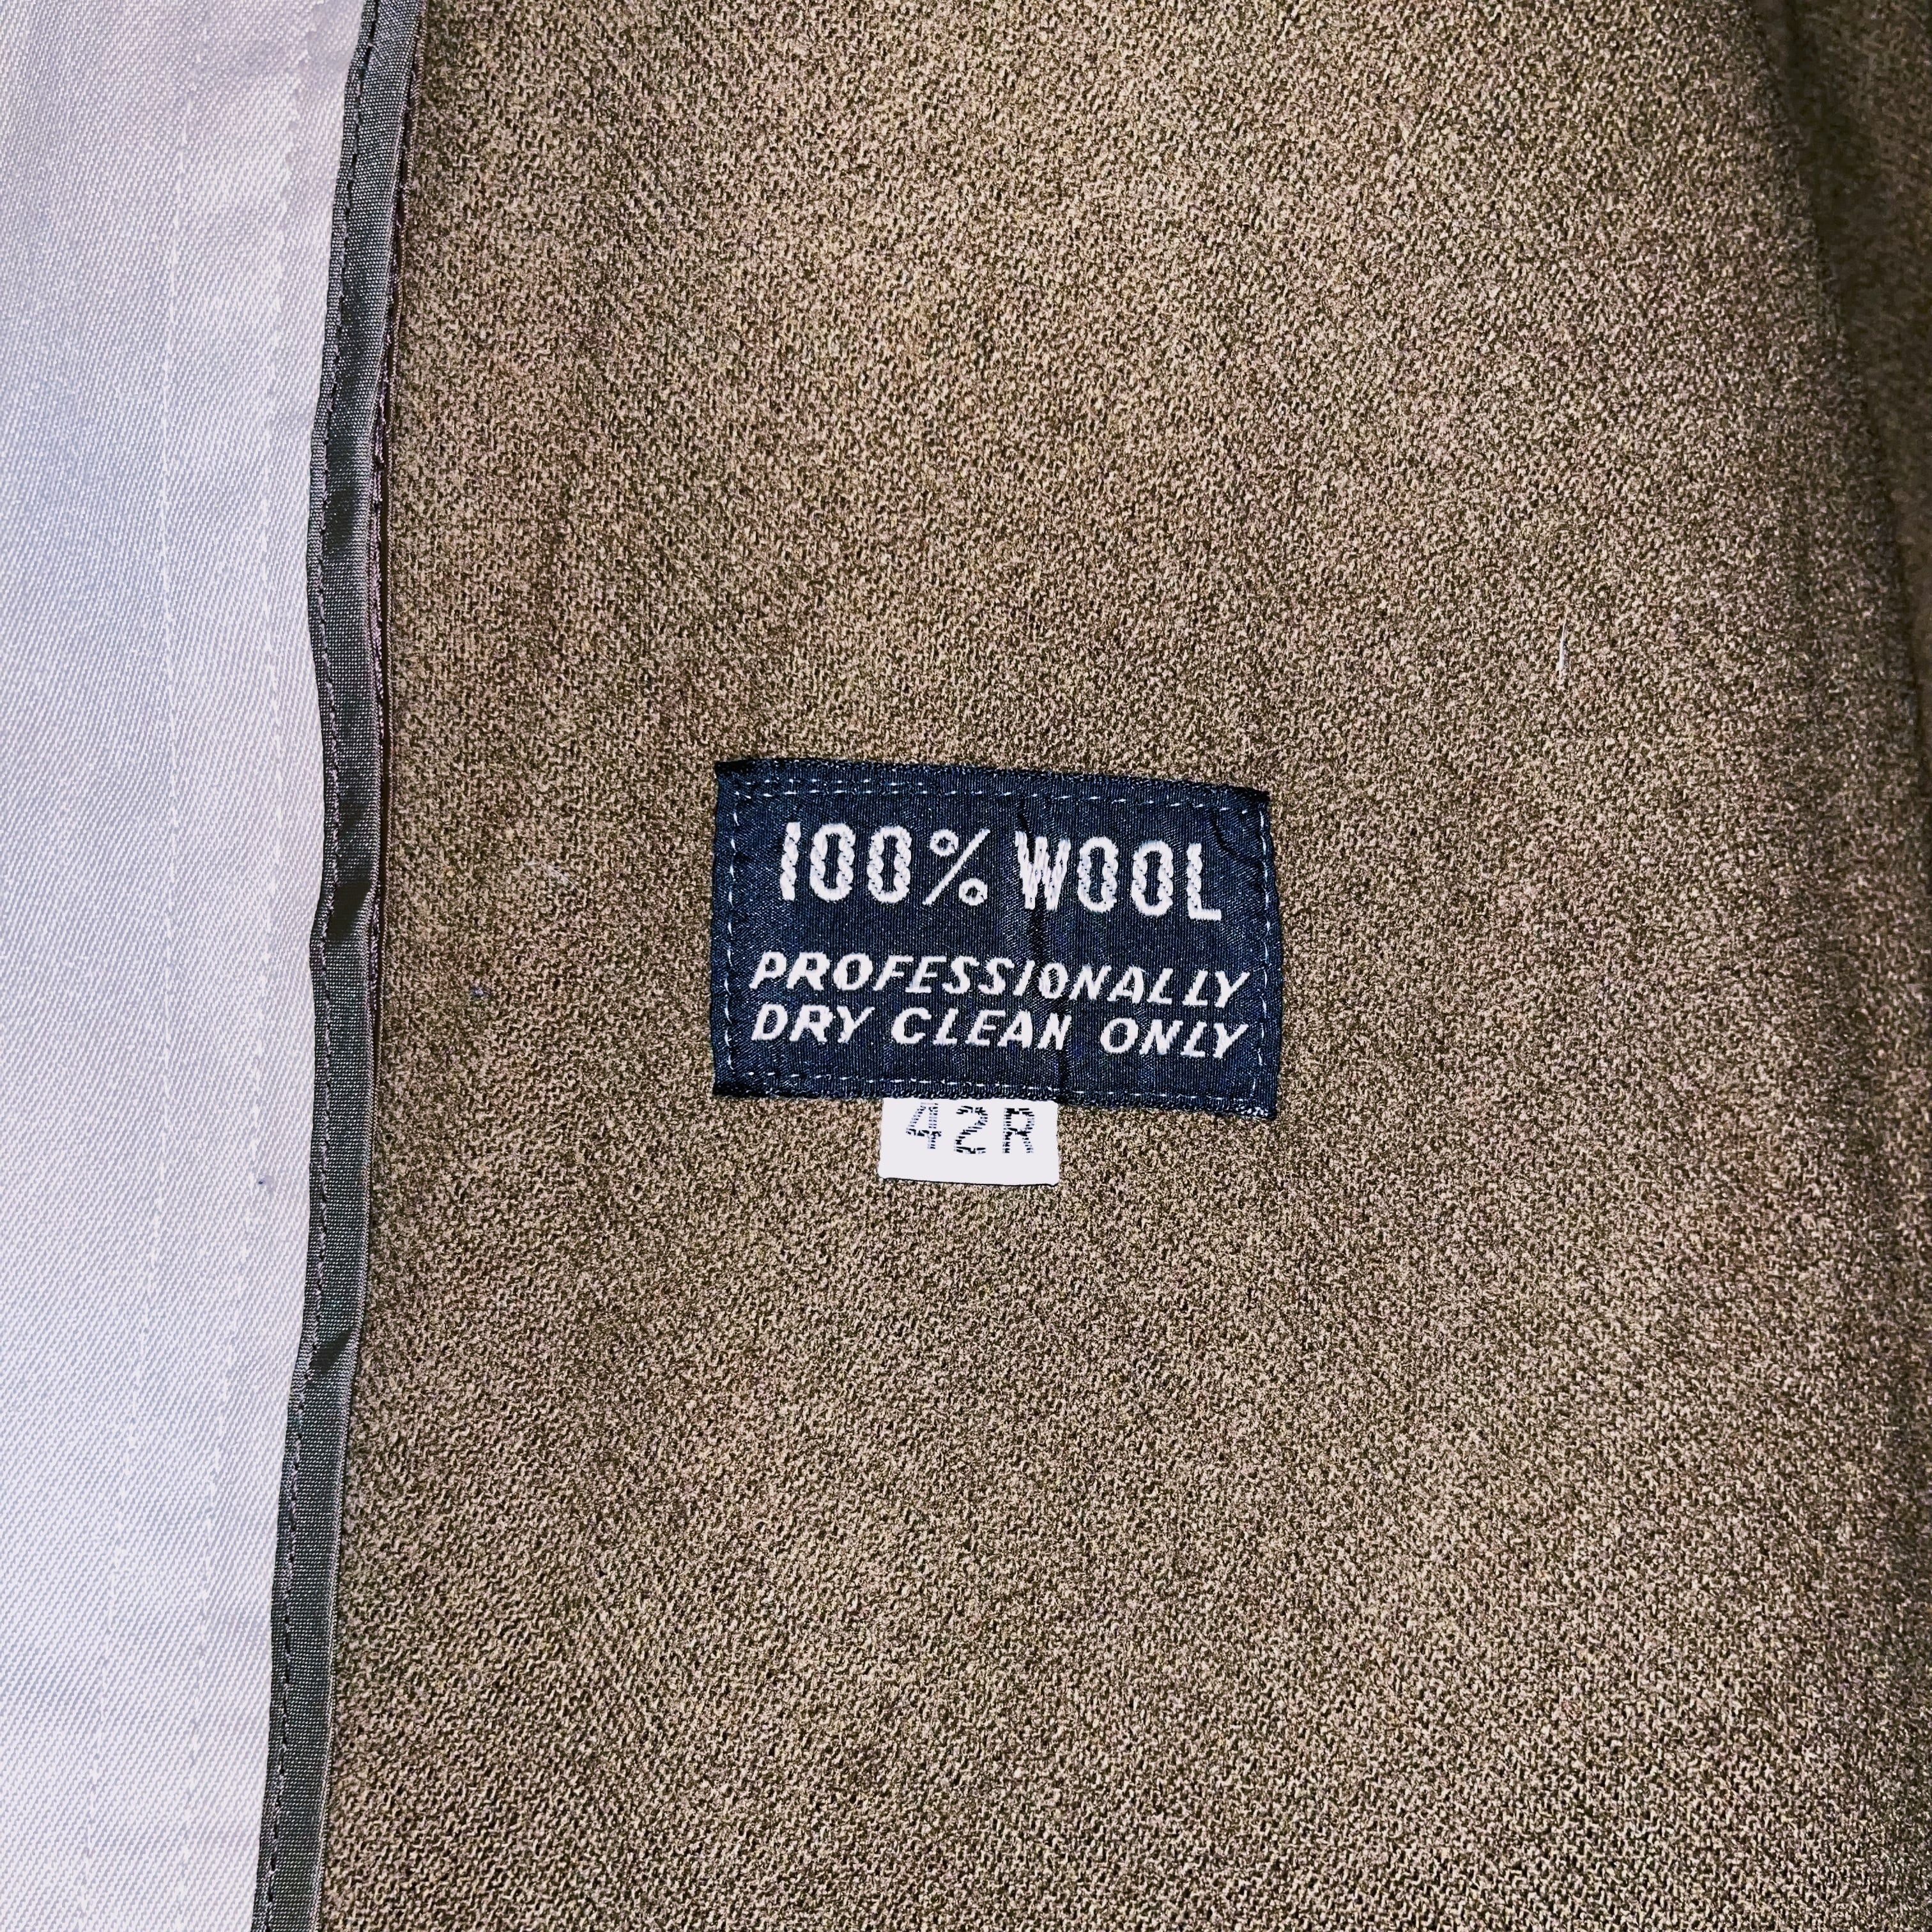 100% WOOL
PROFESSIONALLY
DRY CLEAN ONLY
42R